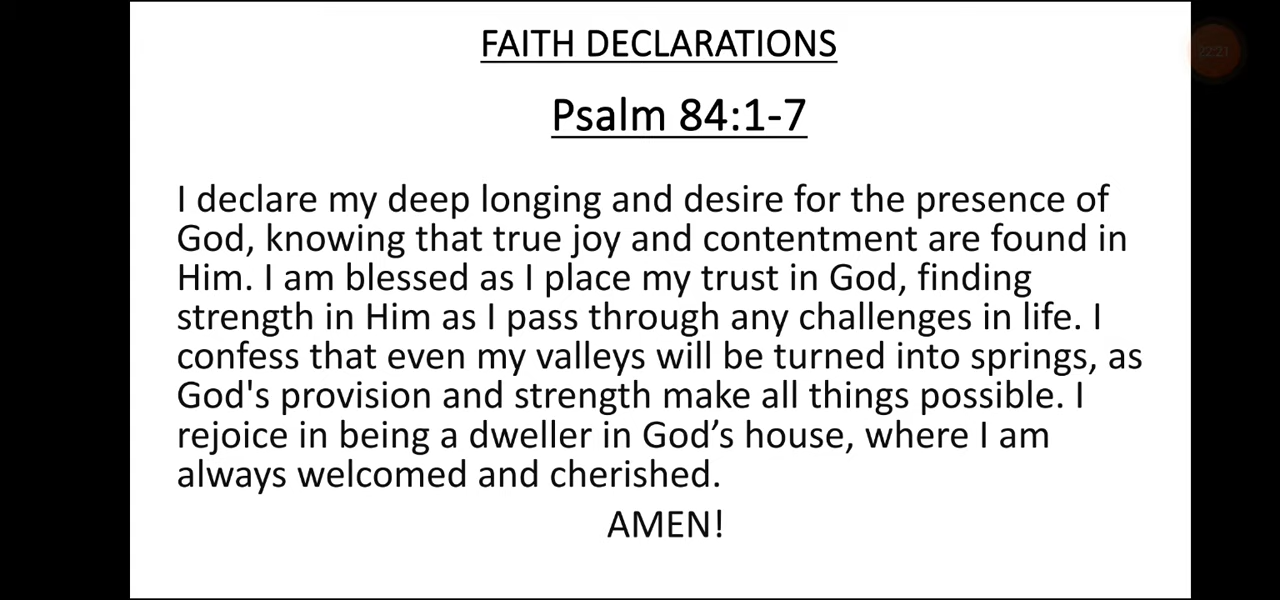 FAITH DECLARATIONS
22:21
Psalm 84:1-7
I declare my deep longing and desire for the presence of
God, knowing that true joy and contentment are found in
Him. I am blessed as I place my trust in God, finding
strength in Him as I pass through any challenges in life. I
confess that even my valleys will be turned into springs, as
God's provision and strength make all things possible. I
rejoice in being a dweller in God’s house, where I am
always welcomed and cherished.
AMEN!